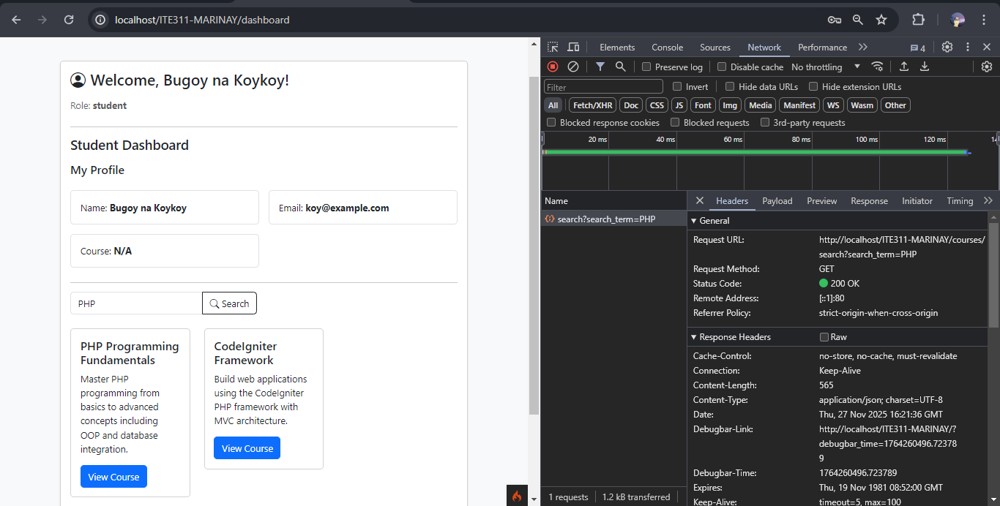 localhost/ITE311-MARINAY/dashboard
Welcome, Bugoy na Koykoy!
Role: student
Student Dashboard
My Profile
Name: Bugoy na Koykoy
Email: koy@example.com
Course: N/A
PHP
Search
PHP Programming
Fundamentals
Master PHP
programming from
basics to advanced
concepts including
OOP and database
integration.
View Course
CodeIgniter
Framework
Build web applications
using the CodeIgniter
PHP framework with
MVC architecture.
View Course
Elements Console Sources Network Performance 4
Preserve log Disable cache No throttling
Filter Invert Hide data URLs Hide extension URLs
All Fetch/XHR Doc CSS JS Font Img Media Manifest WS Wasm Other
Blocked response cookies Blocked requests 3rd-party requests
20 ms 40 ms 60 ms 80 ms 100 ms 120 ms
Name
search?search_term=PHP
1 requests 1.2 kB transferred
Headers Payload Preview Response Initiator Timing
General
Request URL: http://localhost/ITE311-MARINAY/courses/
search?search_term=PHP
Request Method: GET
Status Code: 200 OK
Remote Address: [::1]:80
Referrer Policy: strict-origin-when-cross-origin
Response Headers Raw
Cache-Control: no-store, no-cache, must-revalidate
Connection: Keep-Alive
Content-Length: 565
Content-Type: application/json; charset=UTF-8
Date: Thu, 27 Nov 2025 16:21:36 GMT
Debugbar-Link: http://localhost/ITE311-MARINAY/?
debugbar_time=1764260496.72378
9
Debugbar-Time: 1764260496.723789
Expires: Thu, 19 Nov 1981 08:52:00 GMT
Keep-Alive: timeout=5, max=100